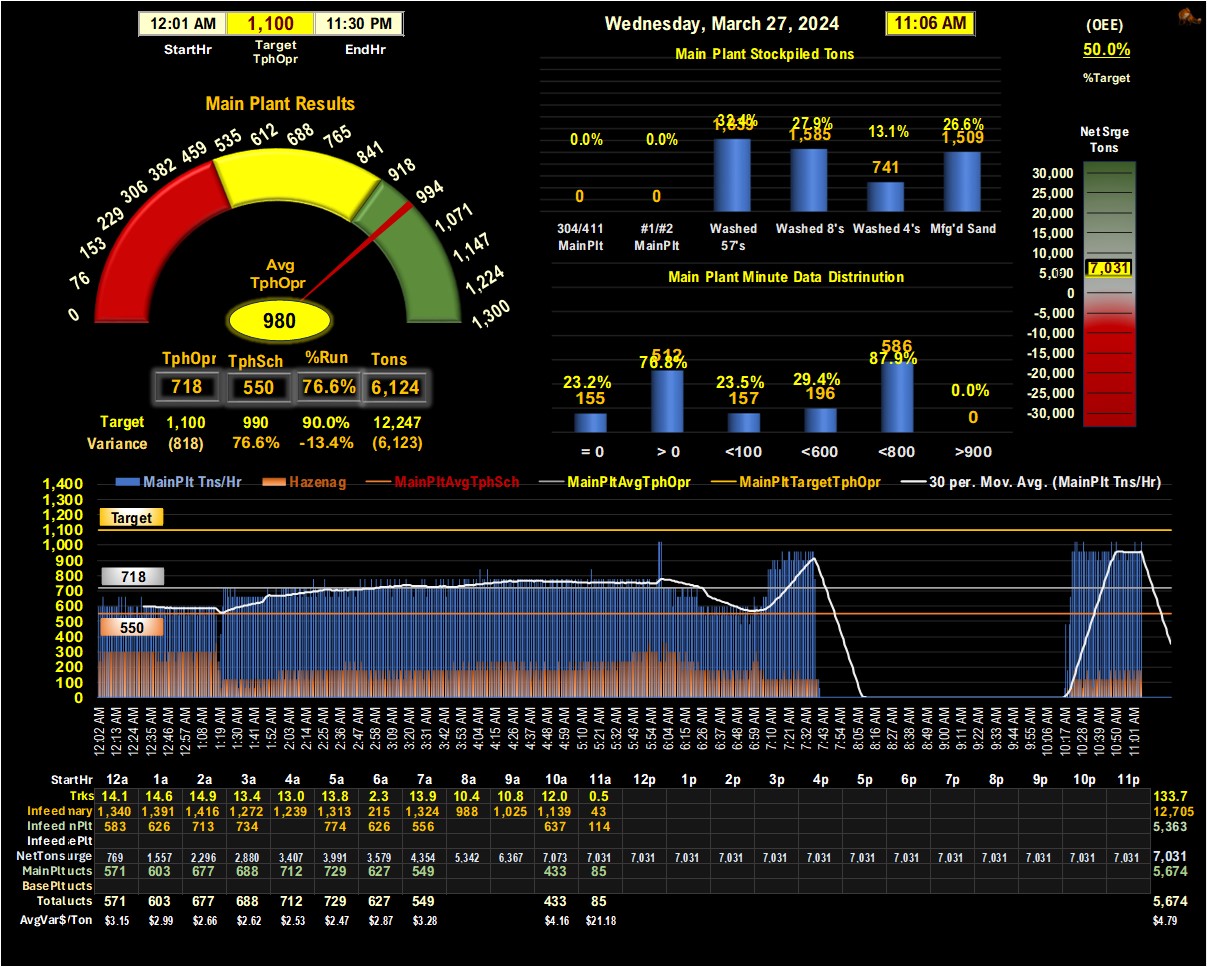 12:01 AM 1,100 11:30 PM
StartHr Target TphOpr EndHr
Wednesday, March 27, 2024 11:06 AM
(OEE)
50.0%
%Target
Main Plant Results
0 76 153 229 306 382 459 535 612 688 765 841 918 994 1,071 1,147 1,224 1,300
Avg
TphOpr
980
TphOpr TphSch %Run Tons
718 550 76.6% 6,124
Target 1,100 990 90.0% 12,247
Variance (818) 76.6% -13.4% (6,123)
Main Plant Stockpiled Tons
0.0% 0.0% 32.4% 27.9% 13.1% 26.6%
0 0 1,839 1,585 741 1,509
304/411 MainPlt #1/#2 MainPlt Washed 57's Washed 8's Washed 4's Mfg'd Sand
Main Plant Minute Data Distrinution
23.2% 76.8% 23.5% 29.4% 87.9% 0.0%
155 512 157 196 586 0
= 0 > 0 <100 <600 <800 >900
Net Srge
Tons
30,000
25,000
20,000
15,000
10,000
5,000
0
-5,000
-10,000
-15,000
-20,000
-25,000
-30,000
7,031
MainPlt Tns/Hr Hazenag MainPltAvgTphSch MainPltAvgTphOpr MainPltTargetTphOpr 30 per. Mov. Avg. (MainPlt Tns/Hr)
1,400
1,300
1,200
1,100
1,000
900
800
700
600
500
400
300
200
100
0
Target
718
550
12:02 AM 12:13 AM 12:24 AM 12:35 AM 12:46 AM 12:57 AM 1:08 AM 1:19 AM 1:30 AM 1:41 AM 1:52 AM 2:03 AM 2:14 AM 2:25 AM 2:36 AM 2:47 AM 2:58 AM 3:09 AM 3:20 AM 3:31 AM 3:42 AM 3:53 AM 4:04 AM 4:15 AM 4:26 AM 4:37 AM 4:48 AM 4:59 AM 5:10 AM 5:21 AM 5:32 AM 5:42 AM 5:53 AM 6:04 AM 6:15 AM 6:26 AM 6:37 AM 6:48 AM 6:59 AM 7:10 AM 7:21 AM 7:32 AM 7:43 AM 7:54 AM 8:05 AM 8:16 AM 8:27 AM 8:38 AM 8:49 AM 9:00 AM 9:11 AM 9:22 AM 9:33 AM 9:44 AM 9:55 AM 10:06 AM 10:17 AM 10:28 AM 10:39 AM 10:50 AM 11:01 AM
StartHr 12a 1a 2a 3a 4a 5a 6a 7a 8a 9a 10a 11a 12p 1p 2p 3p 4p 5p 6p 7p 8p 9p 10p 11p
Trks 14.1 14.6 14.9 13.4 13.0 13.8 2.3 13.9 10.4 10.8 12.0 0.5 133.7
Infeed nary 1,340 1,391 1,416 1,272 1,239 1,313 215 1,324 988 1,025 1,139 43 12,705
Infeed nPlt 583 626 713 734 774 626 556 637 114 5,363
Infeed ePlt
NetTons urge 769 1,557 2,296 2,880 3,407 3,991 3,579 4,354 5,342 6,367 7,073 7,031 7,031 7,031 7,031 7,031 7,031 7,031 7,031 7,031 7,031 7,031 7,031 7,031 7,031
MainPlt ucts 571 603 677 688 712 729 627 549 433 85 5,674
BasePlt ucts
Total ucts 571 603 677 688 712 729 627 549 433 85 5,674
AvgVar$/Ton $3.15 $2.99 $2.66 $2.62 $2.53 $2.47 $2.87 $3.28 $4.16 $21.18 $4.79